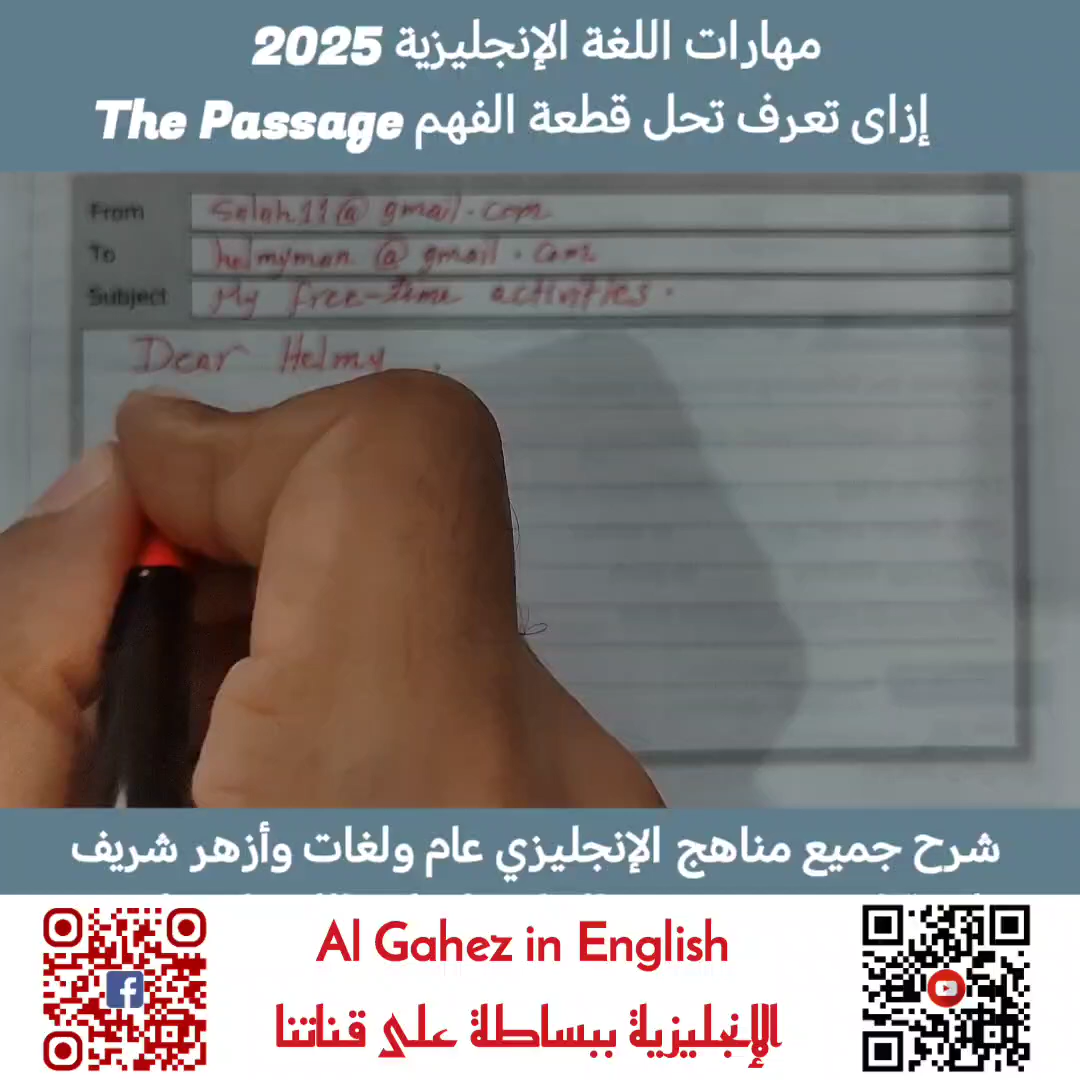 مهارات اللغة الإنجليزية 2025
إزاى تعرف تحل قطعة الفهم The Passage
From Salah11@gmail.com
To helmyman@gmail.com
Subject My free-time activities.
Dear Helmy,
شرح جميع مناهج الإنجليزي عام ولغات وأزهر شريف
Al Gahez in English
الإنجليزية ببساطة على قناتنا